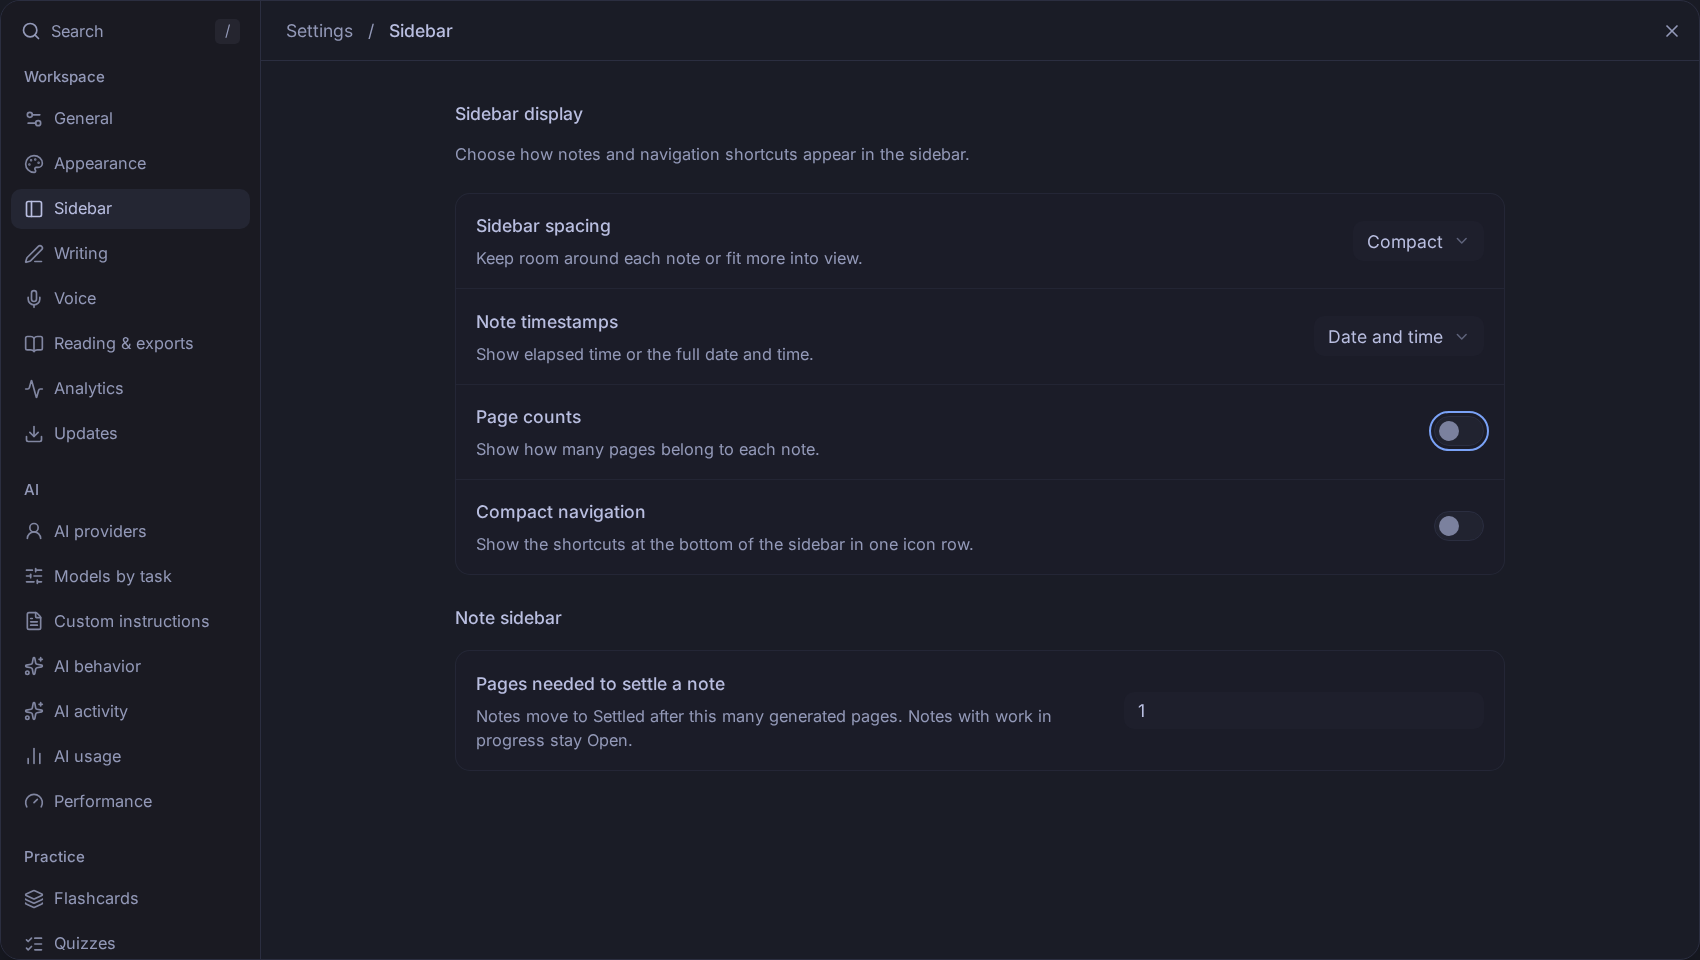 Search
/
Workspace
General
Appearance
Sidebar
Writing
Voice
Reading & exports
Analytics
Updates
AI
AI providers
Models by task
Custom instructions
AI behavior
AI activity
AI usage
Performance
Practice
Flashcards
Quizzes
Settings / Sidebar
Sidebar display
Choose how notes and navigation shortcuts appear in the sidebar.
Sidebar spacing
Keep room around each note or fit more into view.
Compact
Note timestamps
Show elapsed time or the full date and time.
Date and time
Page counts
Show how many pages belong to each note.
Compact navigation
Show the shortcuts at the bottom of the sidebar in one icon row.
Note sidebar
Pages needed to settle a note
Notes move to Settled after this many generated pages. Notes with work in
progress stay Open.
1